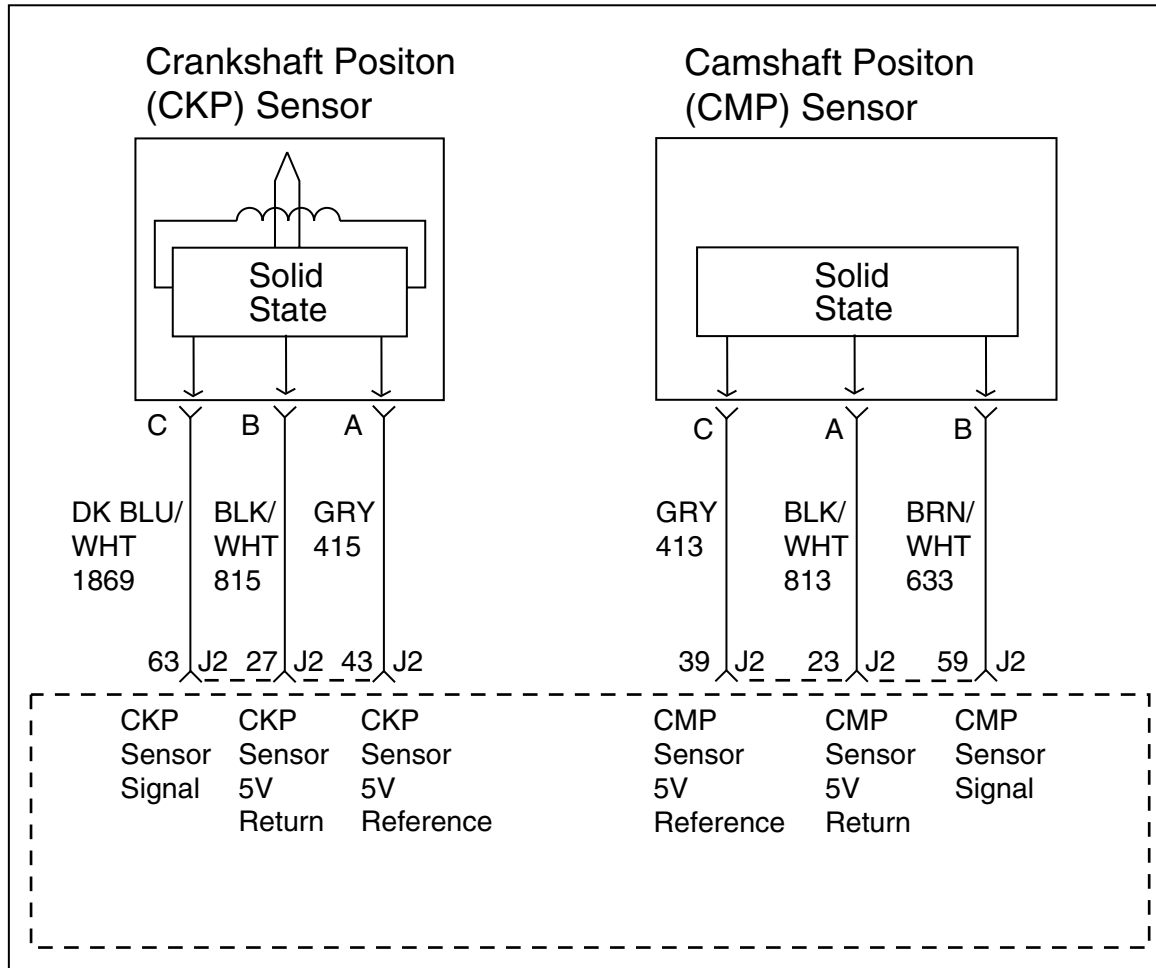 Crankshaft Positon
(CKP) Sensor
Camshaft Positon
(CMP) Sensor
Solid
State
Solid
State
C
B
A
C
A
B
DK BLU/
WHT
1869
BLK/
WHT
815
GRY
415
GRY
413
BLK/
WHT
813
BRN/
WHT
633
63 J2
27 J2
43 J2
39 J2
23 J2
59 J2
CKP
Sensor
Signal
CKP
Sensor
5V
Return
CKP
Sensor
5V
Reference
CMP
Sensor
5V
Reference
CMP
Sensor
5V
Return
CMP
Sensor
Signal